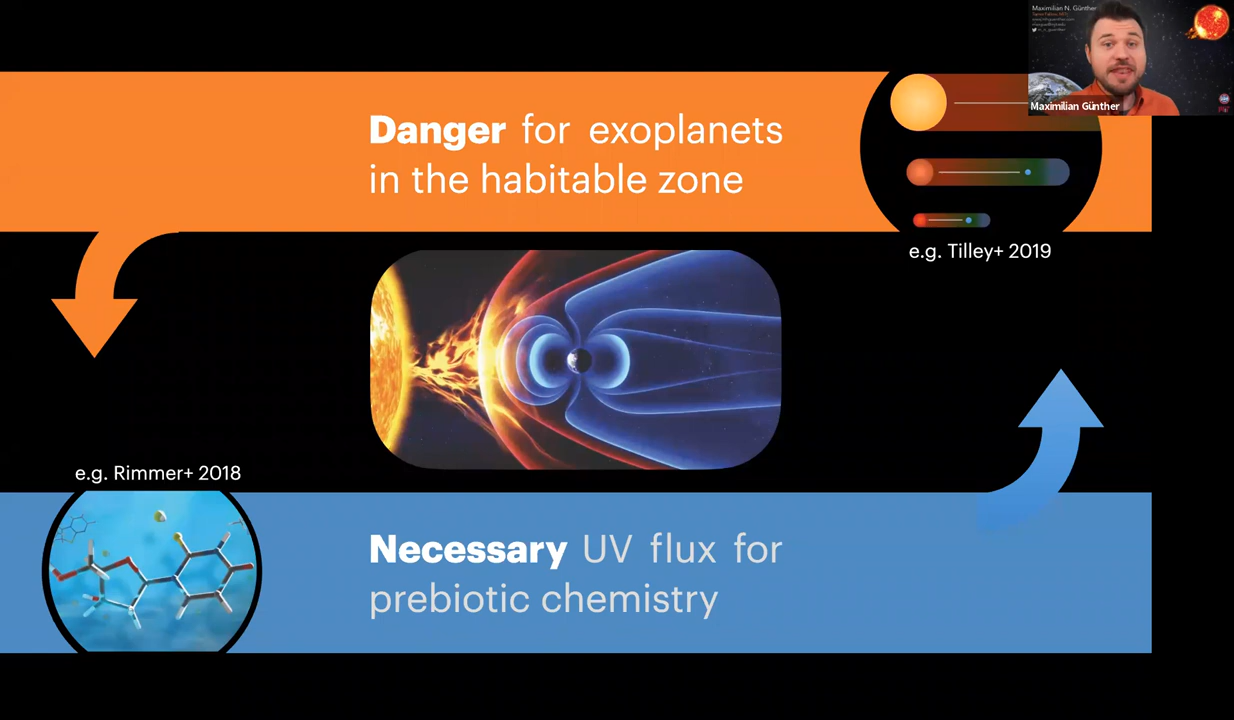 Maximilian N. Günther
Maximilian Günther
Danger for exoplanets
in the habitable zone
e.g. Tilley+ 2019
e.g. Rimmer+ 2018
Necessary UV flux for
prebiotic chemistry